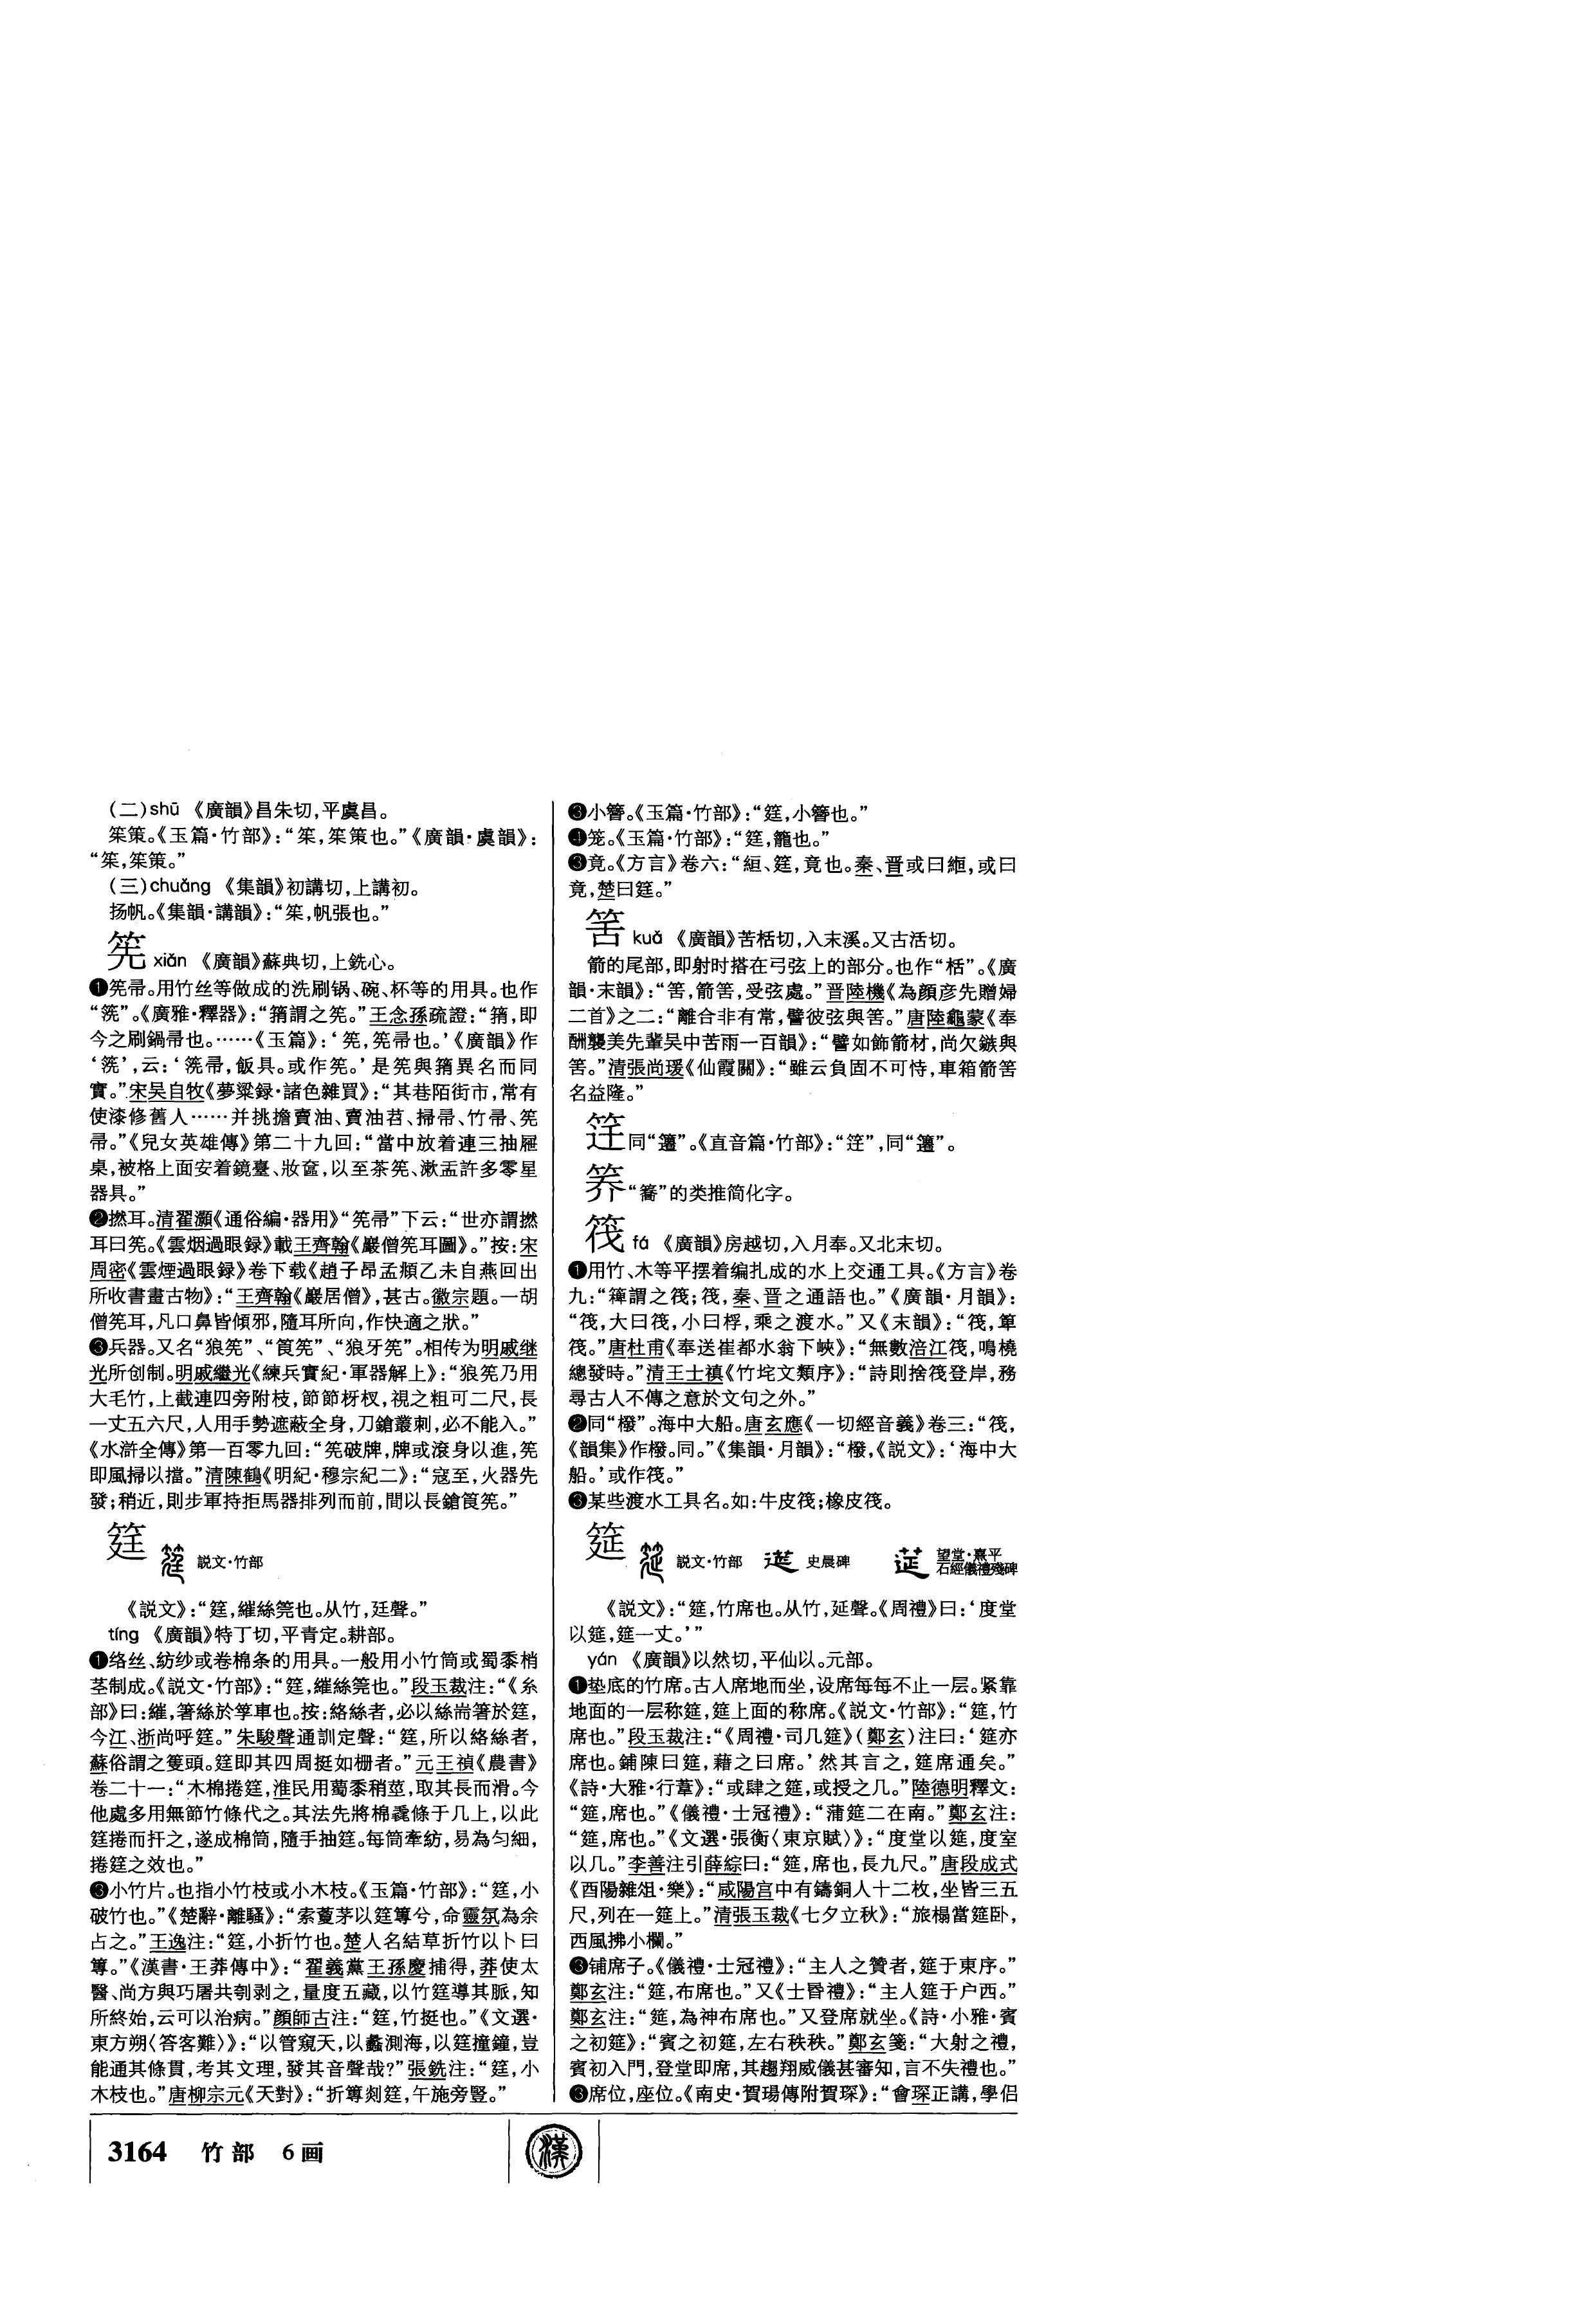 （二）shū 《廣韻》昌朱切，平虞昌。
笨策。《玉篇·竹部》：“笨，笨策也。”《廣韻·虞韻》：
（三）chuǎng 《集韻》初講切，上講初。
筅 xiǎn 《廣韻》蘇典切，上銑心。
❶筅帚。用竹丝等做成的洗刷锅、碗、杯等的用具。也作
“箲”。《廣雅·釋器》：“䈰謂之筅。”王念孫疏證：“䈰，即
今之刷鍋帚也。……《玉篇》：‘筅，筅帚也。’《廣韻》作
‘箲’，云：‘箲帚，飯具。或作筅。’是筅與䈰異名而同
實。”宋吴自牧《夢粱録·諸色雜買》：“其巷陌街市，常有
使漆修舊人……并挑擔賣油、賣油苕、掃帚、竹帚、筅
帚。”《兒女英雄傳》第二十九回：“當中放着連三抽屜
桌，被格上面安着鏡臺、妝奩，以至茶筅、漱盂許多零星
器具。”
❷撚耳。清翟灝《通俗編·器用》“筅帚”下云：“世亦謂撚
耳曰筅。《雲烟過眼録》載王齊翰《巖僧筅耳圖》。”按：宋
周密《雲煙過眼録》卷下载《趙子昂孟頫乙未自燕回出
所收書畫古物》：“王齊翰《巖居僧》，甚古。徽宗題。一胡
僧筅耳，凡口鼻皆傾邪，隨耳所向，作快適之狀。”
❸兵器。又名“狼筅”、“筤筅”、“狼牙筅”。相传为明戚继
光所创制。明戚繼光《練兵實紀·軍器解上》：“狼筅乃用
大毛竹，上截連四旁附枝，節節枒杈，視之粗可二尺，長
一丈五六尺，人用手勢遮蔽全身，刀鎗叢刺，必不能入。”
《水滸全傳》第一百零九回：“筅破牌，牌或滾身以進，筅
即風掃以擋。”清陳鶴《明紀·穆宗紀二》：“寇至，火器先
發；稍近，則步軍持拒馬器排列而前，間以長鎗筤筅。”
筳 説文·竹部
《説文》：“筳，繀絲筦也。从竹，廷聲。”
tíng 《廣韻》特丁切，平青定。耕部。
❶络丝、紡纱或卷棉条的用具。一般用小竹筒或蜀黍梢
茎制成。《説文·竹部》：“筳，繀絲筦也。”段玉裁注：“《糸
部》曰：繀，箸絲於筟車也。按：絡絲者，必以絲耑箸於筳，
今江、浙尚呼筳。”朱駿聲通訓定聲：“筳，所以絡絲者，
蘇俗謂之籆頭。筳即其四周挺如栅者。”元王禎《農書》
卷二十一：“木棉捲筳，淮民用蜀黍稍莖，取其長而滑。今
他處多用無節竹條代之。其法先將棉毳條于几上，以此
筳捲而扞之，遂成棉筒，隨手抽筳。每筒牽紡，易為匀細，
捲筳之效也。”
❷小竹片。也指小竹枝或小木枝。《玉篇·竹部》：“筳，小
破竹也。”《楚辭·離騷》：“索藑茅以筳篿兮，命靈氛為余
占之。”王逸注：“筳，小折竹也。楚人名結草折竹以卜曰
篿。”《漢書·王莽傳中》：“翟義黨王孫慶捕得，莽使太
醫、尚方與巧屠共刳剥之，量度五藏，以竹筳導其脈，知
所終始，云可以治病。”顔師古注：“筳，竹挺也。”《文選·
東方朔〈答客難〉》：“以管窺天，以蠡測海，以筳撞鐘，豈
能通其條貫，考其文理，發其音聲哉？”張銑注：“筳，小
木枝也。”唐柳宗元《天對》：“折篿剡筳，午施旁豎。”
❸小簪。《玉篇·竹部》：“筳，小簪也。”
❹笼。《玉篇·竹部》：“筳，籠也。”
❺竟。《方言》卷六：“絙、筳，竟也。秦、晋或曰緪，或曰
竟，楚曰筳。”
筈 kuǎ 《廣韻》苦栝切，入末溪。又古活切。
箭的尾部，即射时搭在弓弦上的部分。也作“栝”。《廣
韻·末韻》：“筈，箭筈，受弦處。”晋陸機《為顔彦先贈婦
二首》之二：“離合非有常，譬彼弦與筈。”唐陸龜蒙《奉
酬襲美先輩吴中苦雨一百韻》：“譬如飾箭材，尚欠鏃與
筈。”清張尚瑗《仙霞關》：“雖云負固不可恃，車箱箭筈
名益隆。”
“籌”的类推简化字。
筏 fá 《廣韻》房越切，入月奉。又北末切。
❶用竹、木等平摆着编扎成的水上交通工具。《方言》卷
九：“簰謂之筏；筏，秦、晋之通語也。”《廣韻·月韻》：
“筏，大曰筏，小曰桴，乘之渡水。”又《末韻》：“筏，箄
筏。”唐杜甫《奉送崔都水翁下峽》：“無數涪江筏，鳴橈
總發時。”清王士禛《竹垞文類序》：“詩則捨筏登岸，務
尋古人不傳之意於文句之外。”
❷同“橃”。海中大船。唐玄應《一切經音義》卷三：“筏，
《韻集》作橃。同。”《集韻·月韻》：“橃，《説文》：‘海中大
船。’或作筏。”
❸某些渡水工具名。如：牛皮筏；橡皮筏。
筵 説文·竹部 史晨碑 望堂·熹平石經儀禮殘碑
《説文》：“筵，竹席也。从竹，延聲。《周禮》曰：‘度堂
以筵，筵一丈。’”
yán 《廣韻》以然切，平仙以。元部。
❶垫底的竹席。古人席地而坐，设席每每不止一层。紧靠
地面的一层称筵，筵上面的称席。《説文·竹部》：“筵，竹
席也。”段玉裁注：“《周禮·司几筵》（鄭玄）注曰：‘筵亦
席也。鋪陳曰筵，藉之曰席。’然其言之，筵席通矣。”
《詩·大雅·行葦》：“或肆之筵，或授之几。”陸德明釋文：
“筵，席也。”《儀禮·士冠禮》：“蒲筵二在南。”鄭玄注：
“筵，席也。”《文選·張衡〈東京賦〉》：“度堂以筵，度室
以几。”李善注引薛綜曰：“筵，席也，長九尺。”唐段成式
《酉陽雜俎·樂》：“咸陽宫中有鑄銅人十二枚，坐皆三五
尺，列在一筵上。”清張玉裁《七夕立秋》：“旅榻當筵卧，
西風拂小欄。”
❷铺席子。《儀禮·士冠禮》：“主人之贊者，筵于東序。”
鄭玄注：“筵，布席也。”又《士昏禮》：“主人筵于户西。”
鄭玄注：“筵，為神布席也。”又登席就坐。《詩·小雅·賓
之初筵》：“賓之初筵，左右秩秩。”鄭玄箋：“大射之禮，
賓初入門，登堂即席，其趨翔威儀甚審知，言不失禮也。”
❸席位，座位。《南史·賀瑒傳附賀琛》：“會琛正講，學侣
3164 竹部 6画
漢